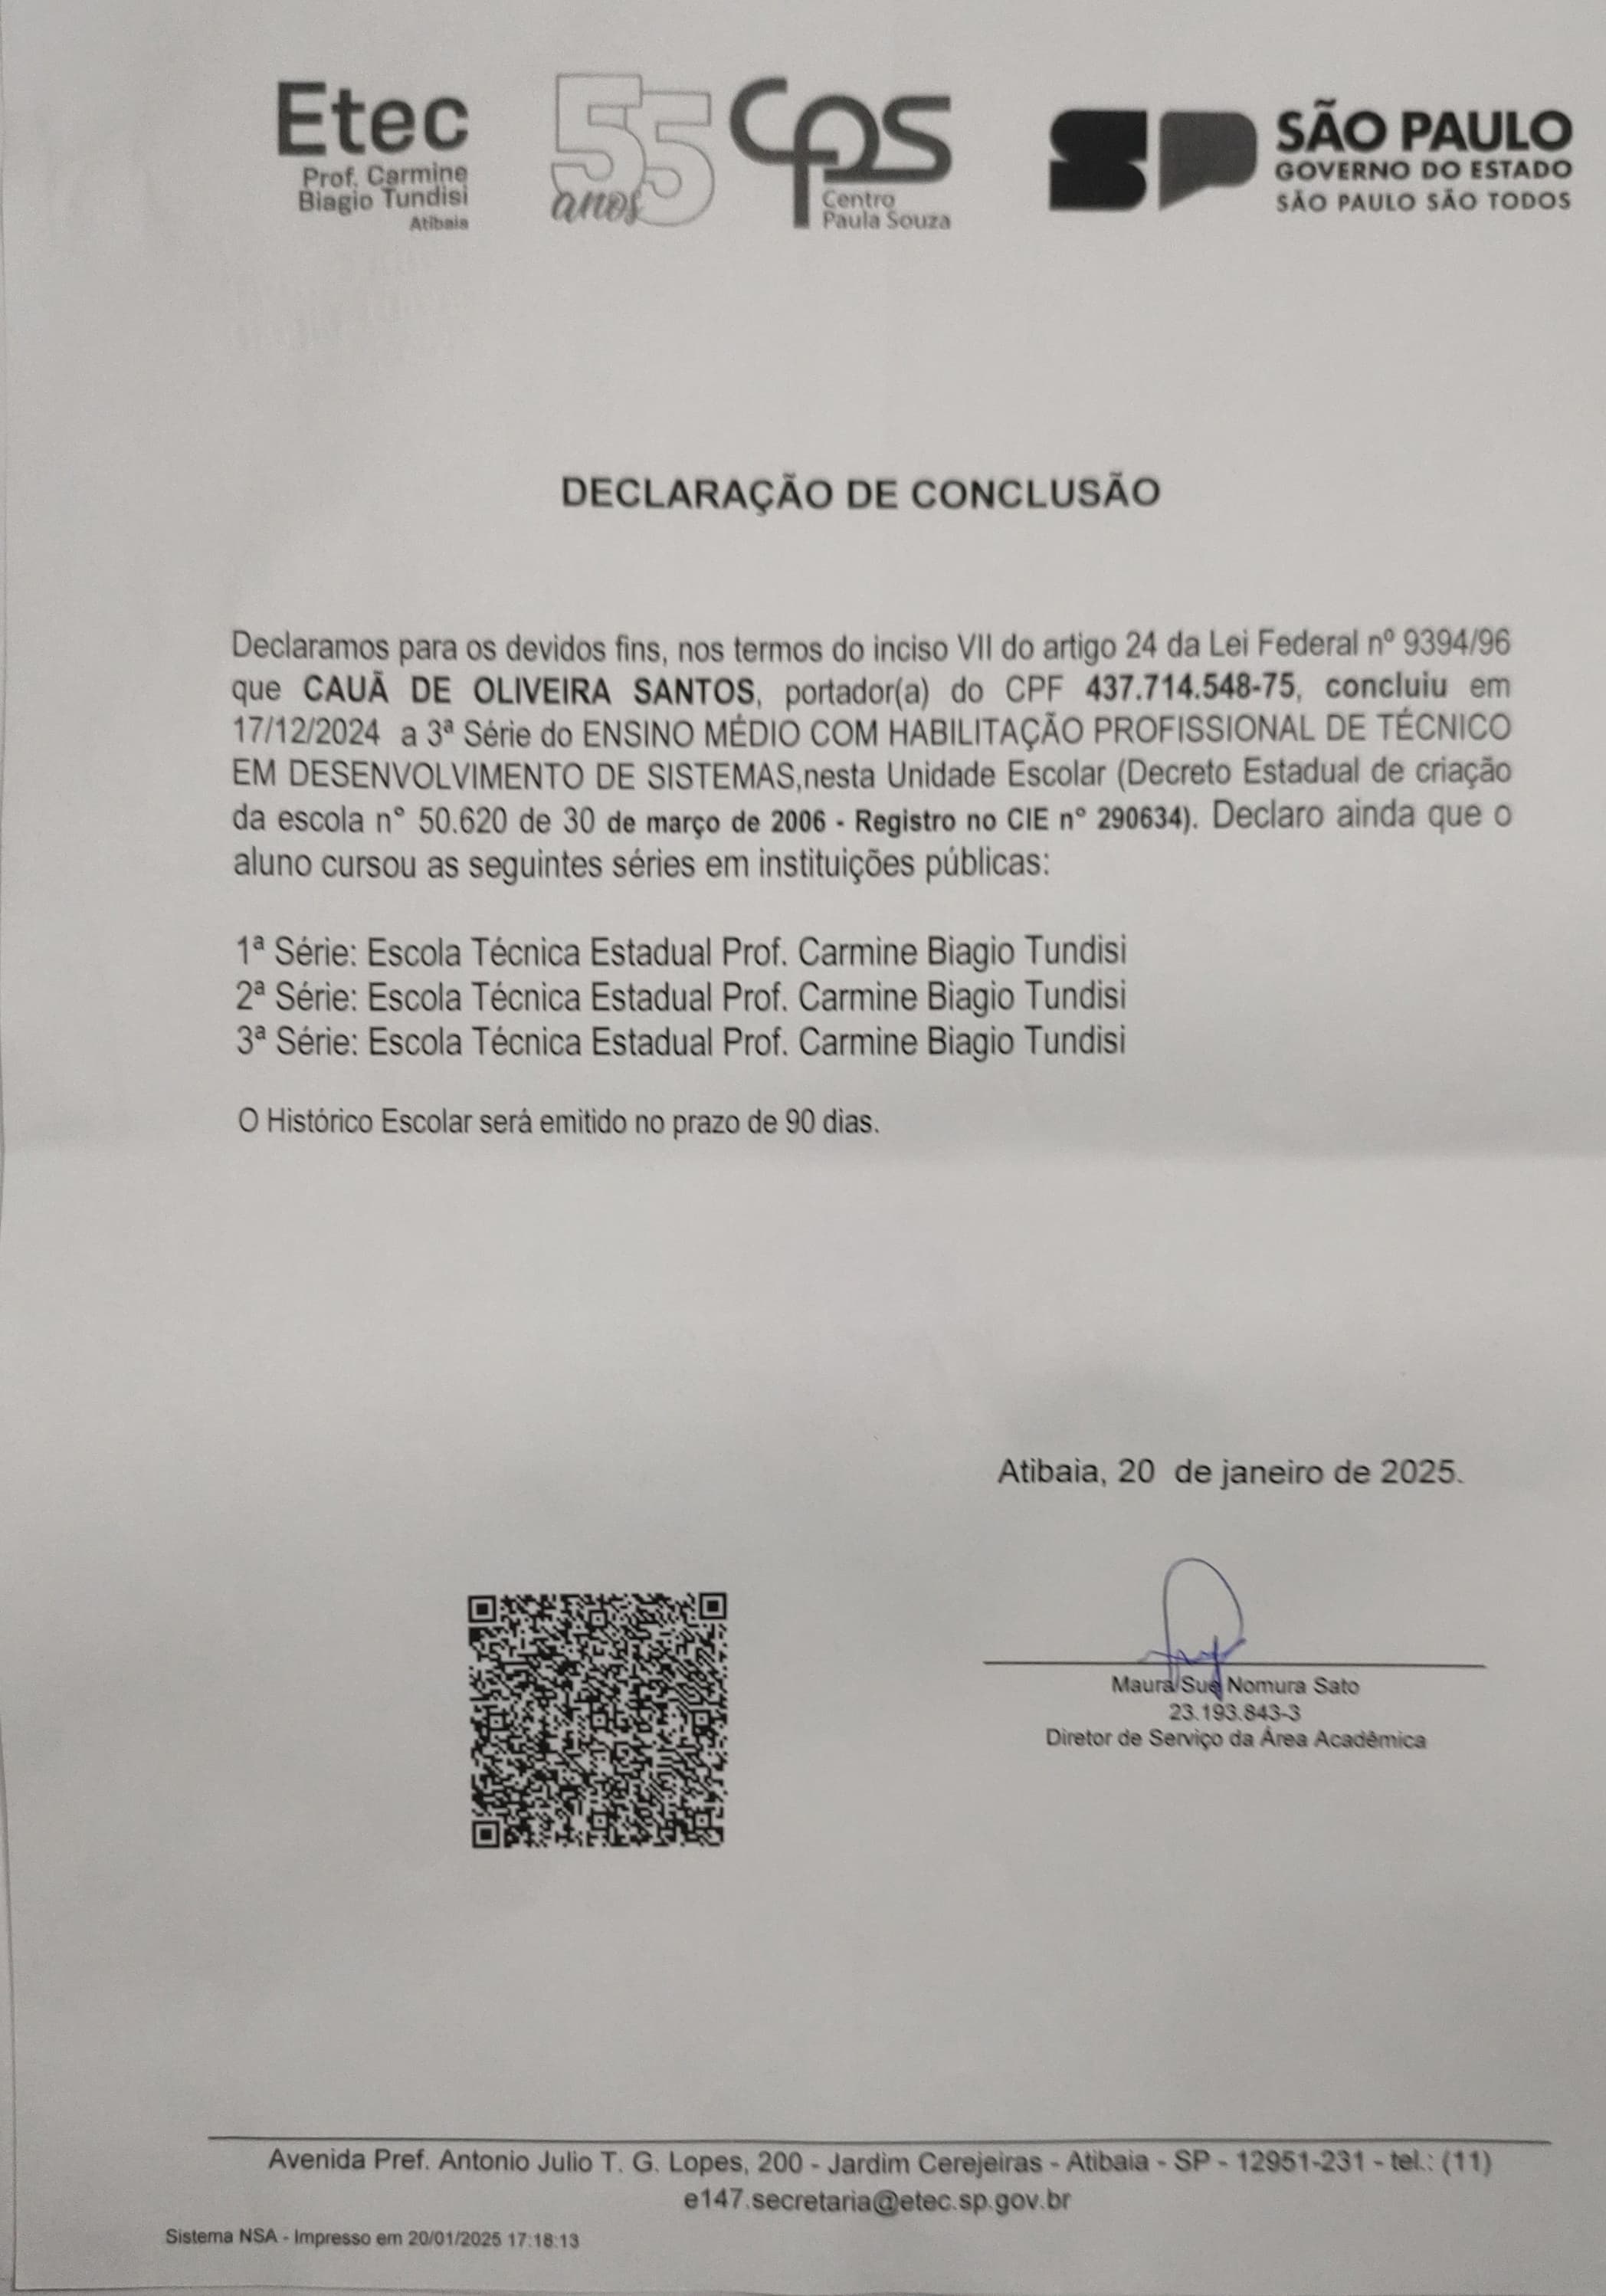 Etec
Prof. Carmine
Biagio Tundisi
Atibaia
55
anos
cps
Centro
Paula Souza
SP
SÃO PAULO
GOVERNO DO ESTADO
SÃO PAULO SÃO TODOS
DECLARAÇÃO DE CONCLUSÃO
Declaramos para os devidos fins, nos termos do inciso VII do artigo 24 da Lei Federal nº 9394/96
que CAUÃ DE OLIVEIRA SANTOS, portador(a) do CPF 437.714.548-75, concluiu em
17/12/2024 a 3ª Série do ENSINO MÉDIO COM HABILITAÇÃO PROFISSIONAL DE TÉCNICO
EM DESENVOLVIMENTO DE SISTEMAS,nesta Unidade Escolar (Decreto Estadual de criação
da escola n° 50.620 de 30 de março de 2006 - Registro no CIE n° 290634). Declaro ainda que o
aluno cursou as seguintes séries em instituições públicas:
1ª Série: Escola Técnica Estadual Prof. Carmine Biagio Tundisi
2ª Série: Escola Técnica Estadual Prof. Carmine Biagio Tundisi
3ª Série: Escola Técnica Estadual Prof. Carmine Biagio Tundisi
O Histórico Escolar será emitido no prazo de 90 dias.
Atibaia, 20 de janeiro de 2025.
Maura Sue Nomura Sato
23.193.843-3
Diretor de Serviço da Área Acadêmica
Avenida Pref. Antonio Julio T. G. Lopes, 200 - Jardim Cerejeiras - Atibaia - SP - 12951-231 - tel.: (11)
e147.secretaria@etec.sp.gov.br
Sistema NSA - Impresso em 20/01/2025 17:18:13